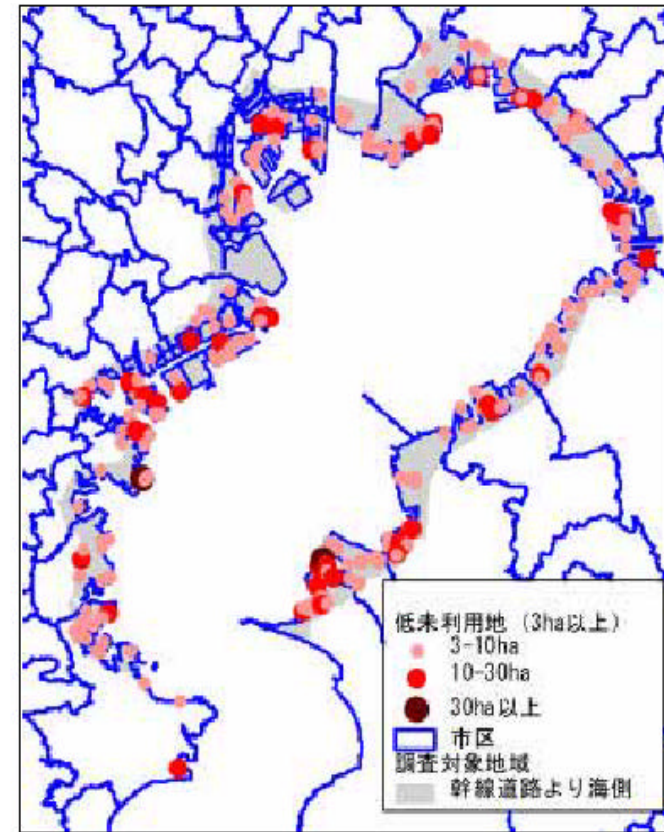 低未利用地（3ha以上）
3-10ha
10-30ha
30ha以上
市区
調査対象地域
幹線道路より海側